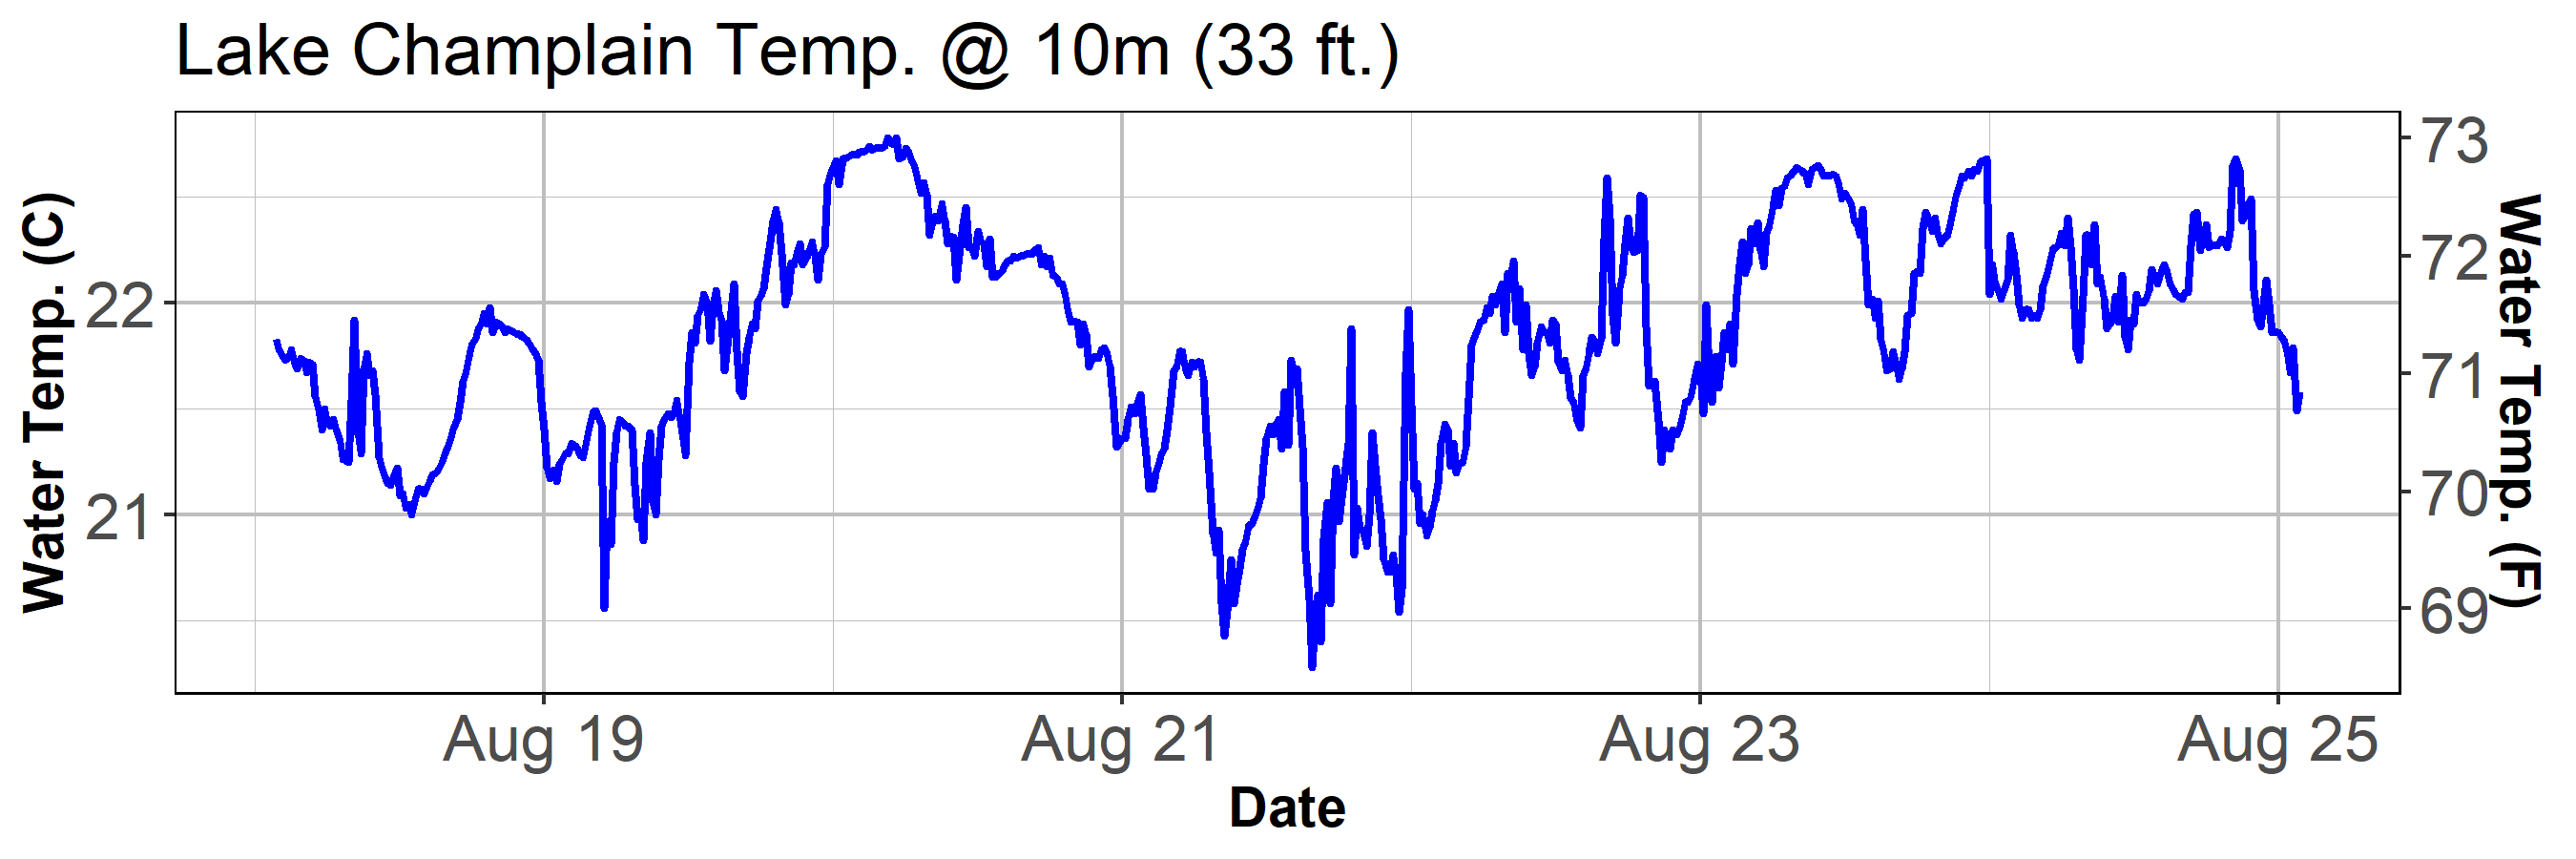 Lake Champlain Temp. @ 10m (33 ft.)
Water Temp. (C)
22
21
73
72
71
70
69
Water Temp. (F)
Aug 19
Aug 21
Aug 23
Aug 25
Date